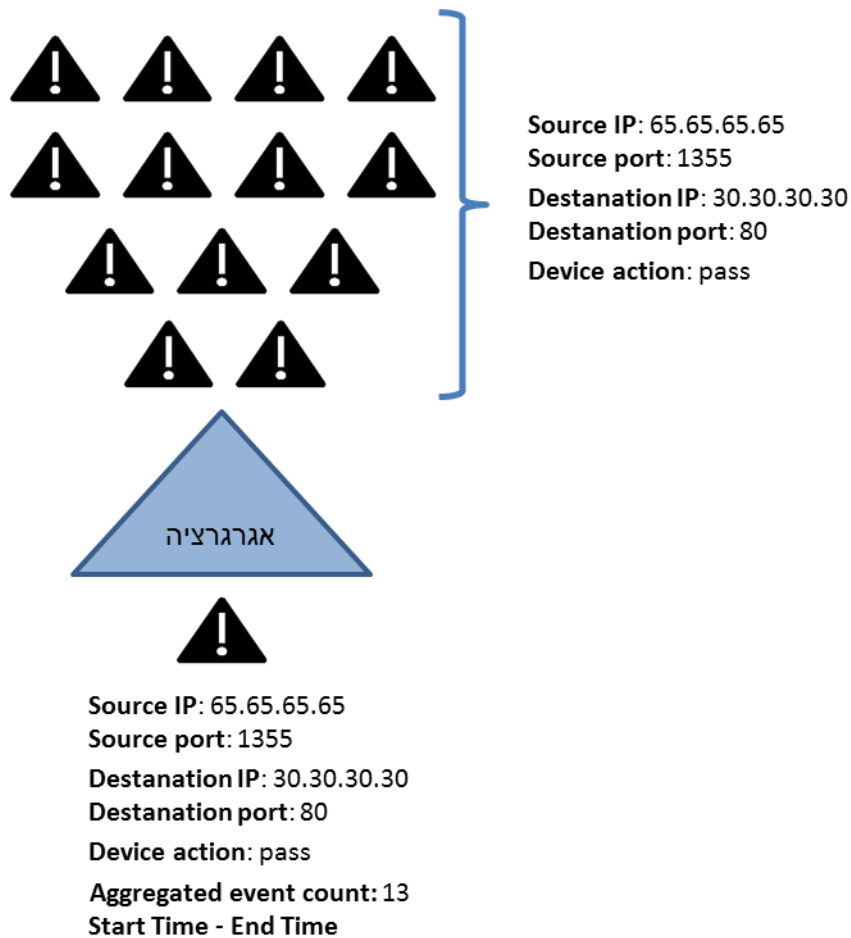 Source IP: 65.65.65.65
Source port: 1355
Destanation IP: 30.30.30.30
Destanation port: 80
Device action: pass
אגרגרציה
Source IP: 65.65.65.65
Source port: 1355
Destanation IP: 30.30.30.30
Destanation port: 80
Device action: pass
Aggregated event count: 13
Start Time - End Time